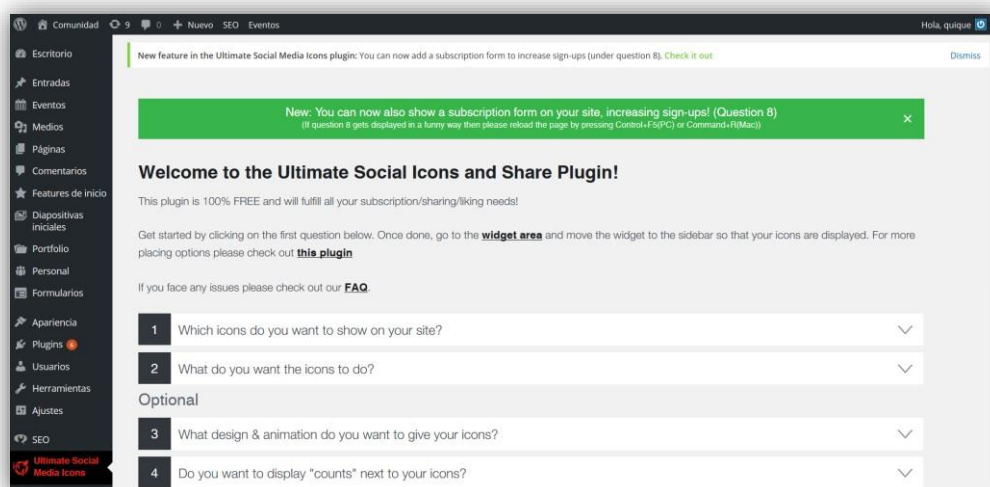 Comunidad 9 0 + Nuevo SEO Eventos Hola, quique
Escritorio
Entradas
Eventos
Medios
Páginas
Comentarios
Features de inicio
Diapositivas
iniciales
Portfolio
Personal
Formularios
Apariencia
Plugins 6
Usuarios
Herramientas
Ajustes
SEO
Ultimate Social
Media Icons
New feature in the Ultimate Social Media Icons plugin: You can now add a subscription form to increase sign-ups (under question 8). Check it out Dismiss
New: You can now also show a subscription form on your site, increasing sign-ups! (Question 8)
(If question 8 gets displayed in a funny way then please reload the page by pressing Control+F5(PC) or Command+R(Mac))
Welcome to the Ultimate Social Icons and Share Plugin!
This plugin is 100% FREE and will fulfill all your subscription/sharing/liking needs!
Get started by clicking on the first question below. Once done, go to the widget area and move the widget to the sidebar so that your icons are displayed. For more
placing options please check out this plugin
If you face any issues please check out our FAQ.
1 Which icons do you want to show on your site?
2 What do you want the icons to do?
Optional
3 What design & animation do you want to give your icons?
4 Do you want to display "counts" next to your icons?